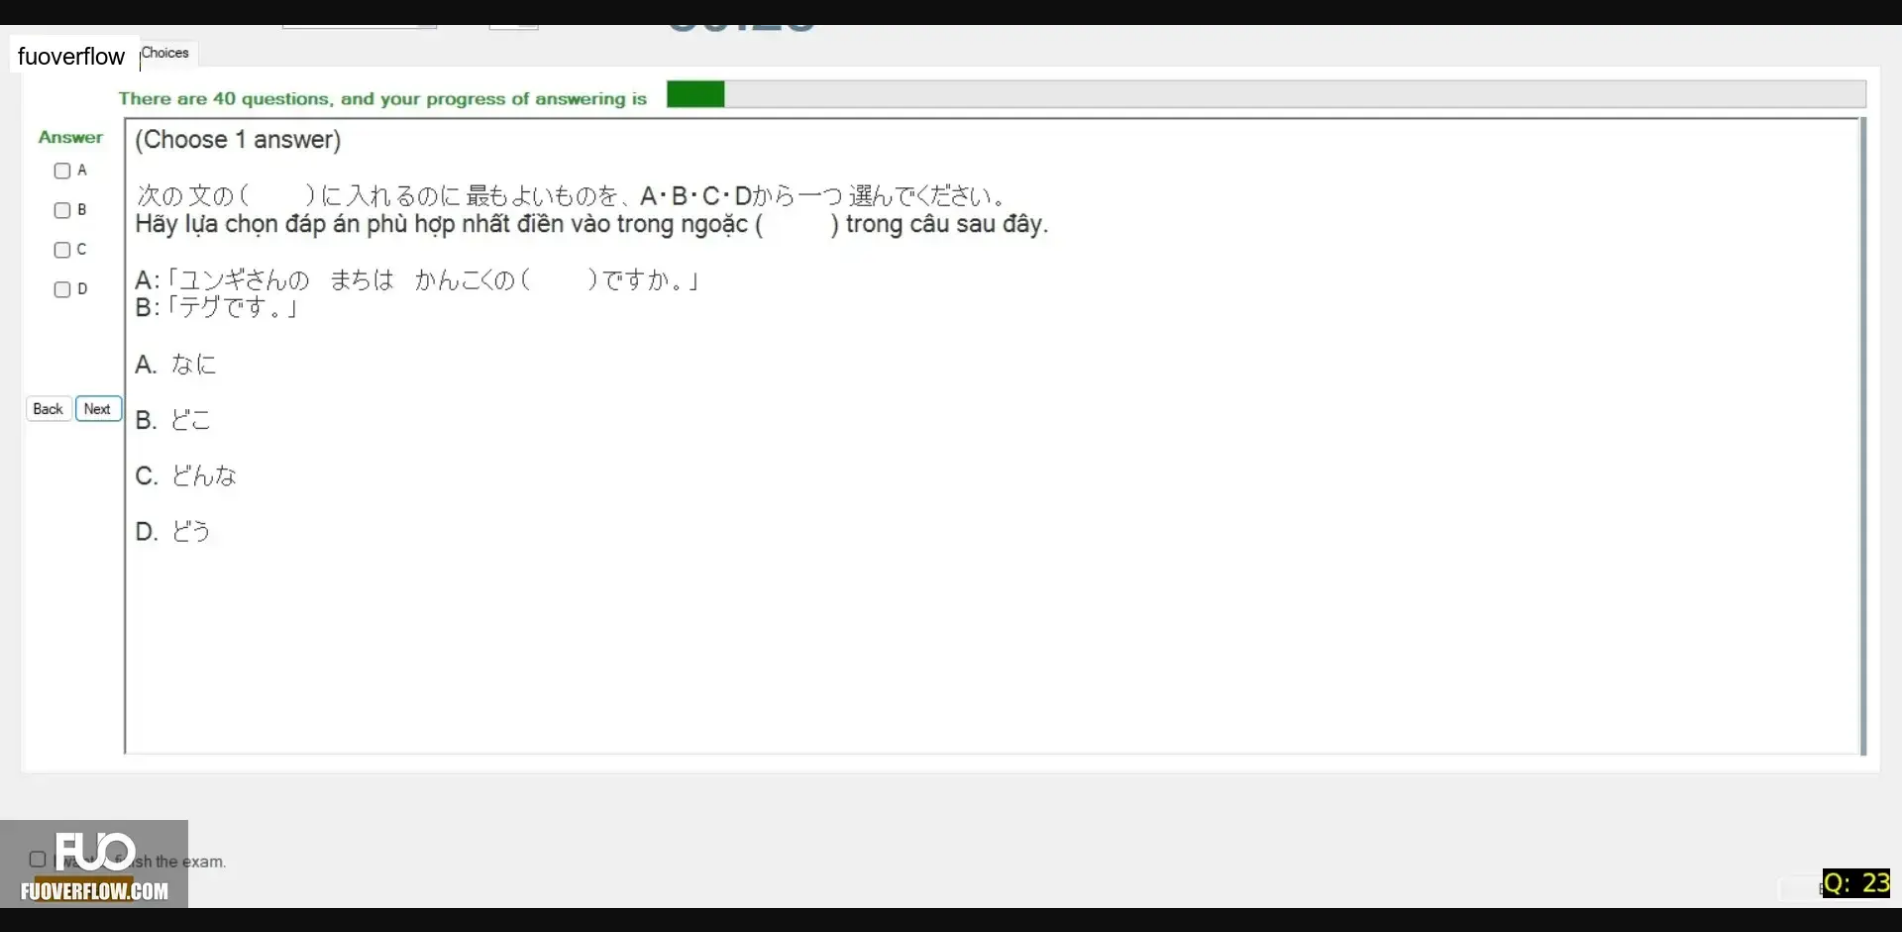 fuoverflow
Choices
There are 40 questions, and your progress of answering is
Answer
(Choose 1 answer)
A
B
C
D
次の文の(　　)に入れるのに最もよいものを、A・B・C・Dから一つ選んでください。
Hãy lựa chọn đáp án phù hợp nhất điền vào trong ngoặc (　　) trong câu sau đây.
A:「ユンギさんの　まちは　かんこくの(　　)ですか。」
B:「テグです。」
A. なに
B. どこ
C. どんな
D. どう
Back
Next
FUO
the exam.
FUOVERFLOW.COM
Q: 23